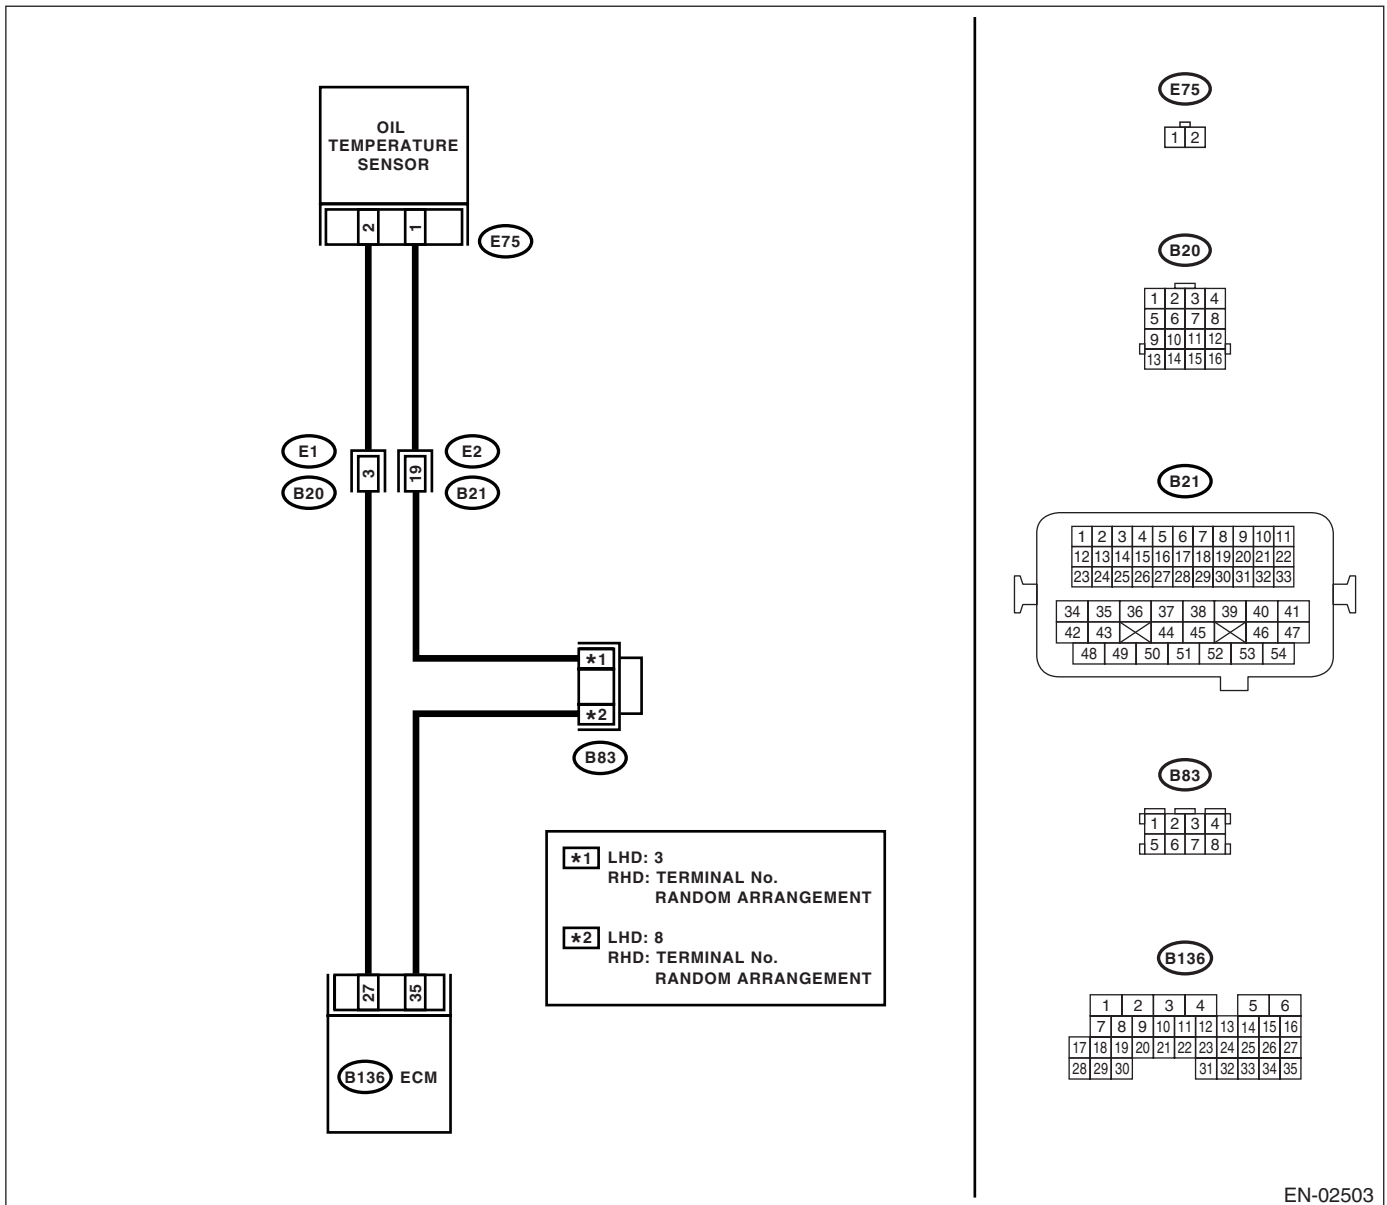 OIL
TEMPERATURE
SENSOR
2 1
E75
E1
B20
3
19
E2
B21
*1
*2
B83
*1 LHD: 3
RHD: TERMINAL No.
RANDOM ARRANGEMENT
*2 LHD: 8
RHD: TERMINAL No.
RANDOM ARRANGEMENT
27 35
B136 ECM
E75
1 2
B20
1 2 3 4
5 6 7 8
9 10 11 12
13 14 15 16
B21
1 2 3 4 5 6 7 8 9 10 11
12 13 14 15 16 17 18 19 20 21 22
23 24 25 26 27 28 29 30 31 32 33
34 35 36 37 38 39 40 41
42 43 44 45 46 47
48 49 50 51 52 53 54
B83
1 2 3 4
5 6 7 8
B136
1 2 3 4 5 6
7 8 9 10 11 12 13 14 15 16
17 18 19 20 21 22 23 24 25 26 27
28 29 30 31 32 33 34 35
EN-02503